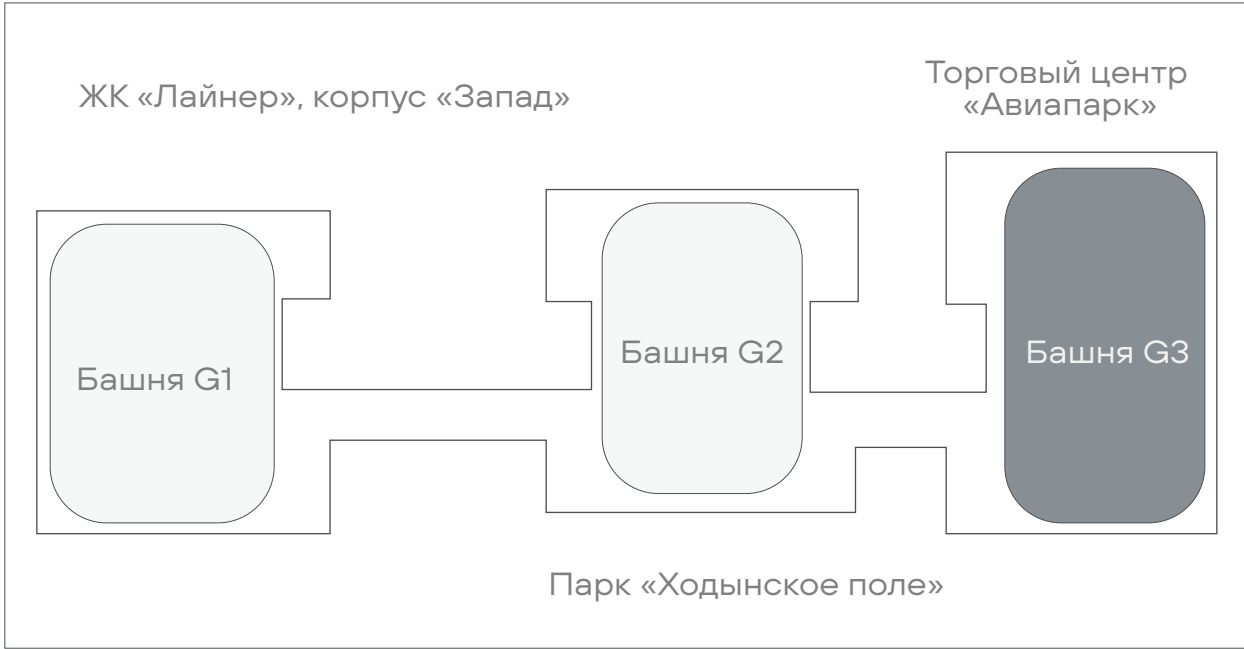 ЖК «Лайнер», корпус «Запад»
Торговый центр
«Авиапарк»
Башня G1
Башня G2
Башня G3
Парк «Ходынское поле»